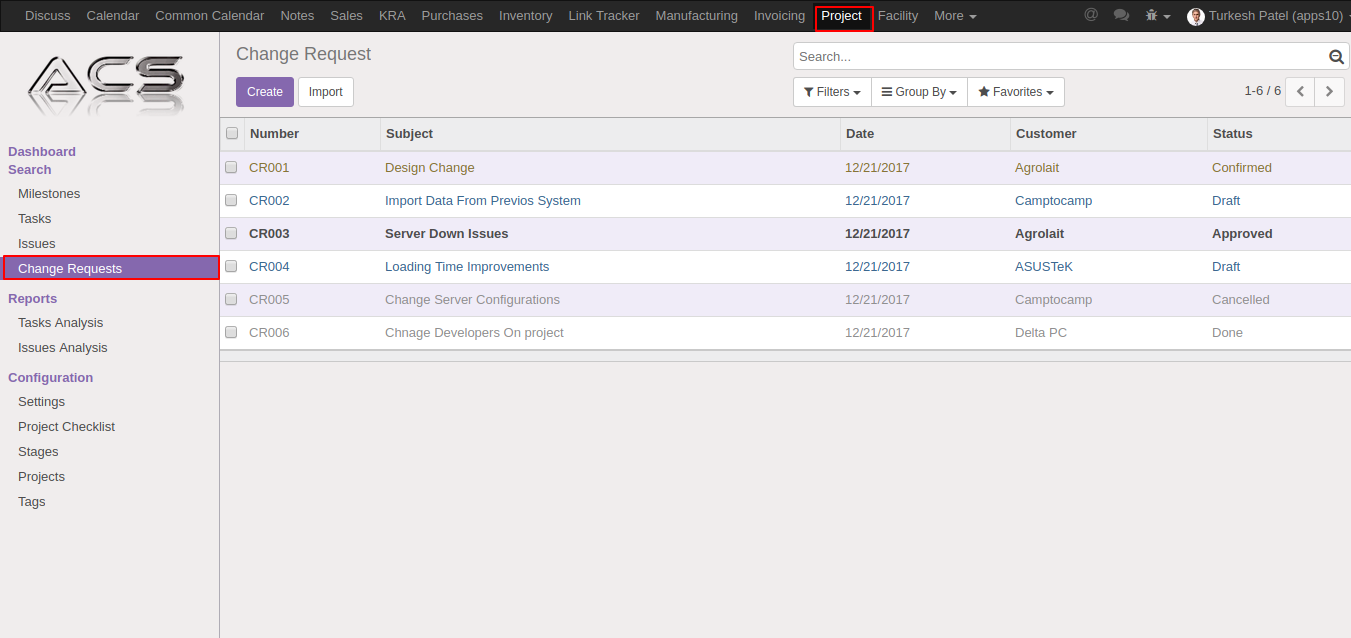 Discuss Calendar Common Calendar Notes Sales KRA Purchases Inventory Link Tracker Manufacturing Invoicing Project Facility More @ Turkesh Patel (apps10)
ACS
Dashboard
Search
Milestones
Tasks
Issues
Change Requests
Reports
Tasks Analysis
Issues Analysis
Configuration
Settings
Project Checklist
Stages
Projects
Tags
Change Request
Search...
Create Import
Filters Group By Favorites 1-6 / 6
Number Subject Date Customer Status
CR001 Design Change 12/21/2017 Agrolait Confirmed
CR002 Import Data From Previos System 12/21/2017 Camptocamp Draft
CR003 Server Down Issues 12/21/2017 Agrolait Approved
CR004 Loading Time Improvements 12/21/2017 ASUSTeK Draft
CR005 Change Server Configurations 12/21/2017 Camptocamp Cancelled
CR006 Chnage Developers On project 12/21/2017 Delta PC Done